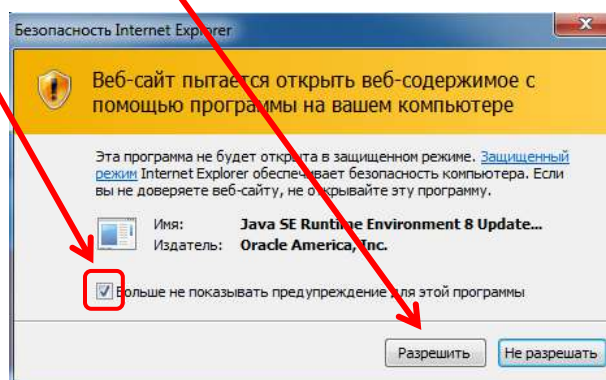 Безопасность Internet Explorer
Веб-сайт пытается открыть веб-содержимое с
помощью программы на вашем компьютере
Эта программа не будет открыта в защищенном режиме. Защищенный
режим Internet Explorer обеспечивает безопасность компьютера. Если
вы не доверяете веб-сайту, не открывайте эту программу.
Имя: Java SE Runtime Environment 8 Update...
Издатель: Oracle America, Inc.
Больше не показывать предупреждение для этой программы
Разрешить Не разрешать